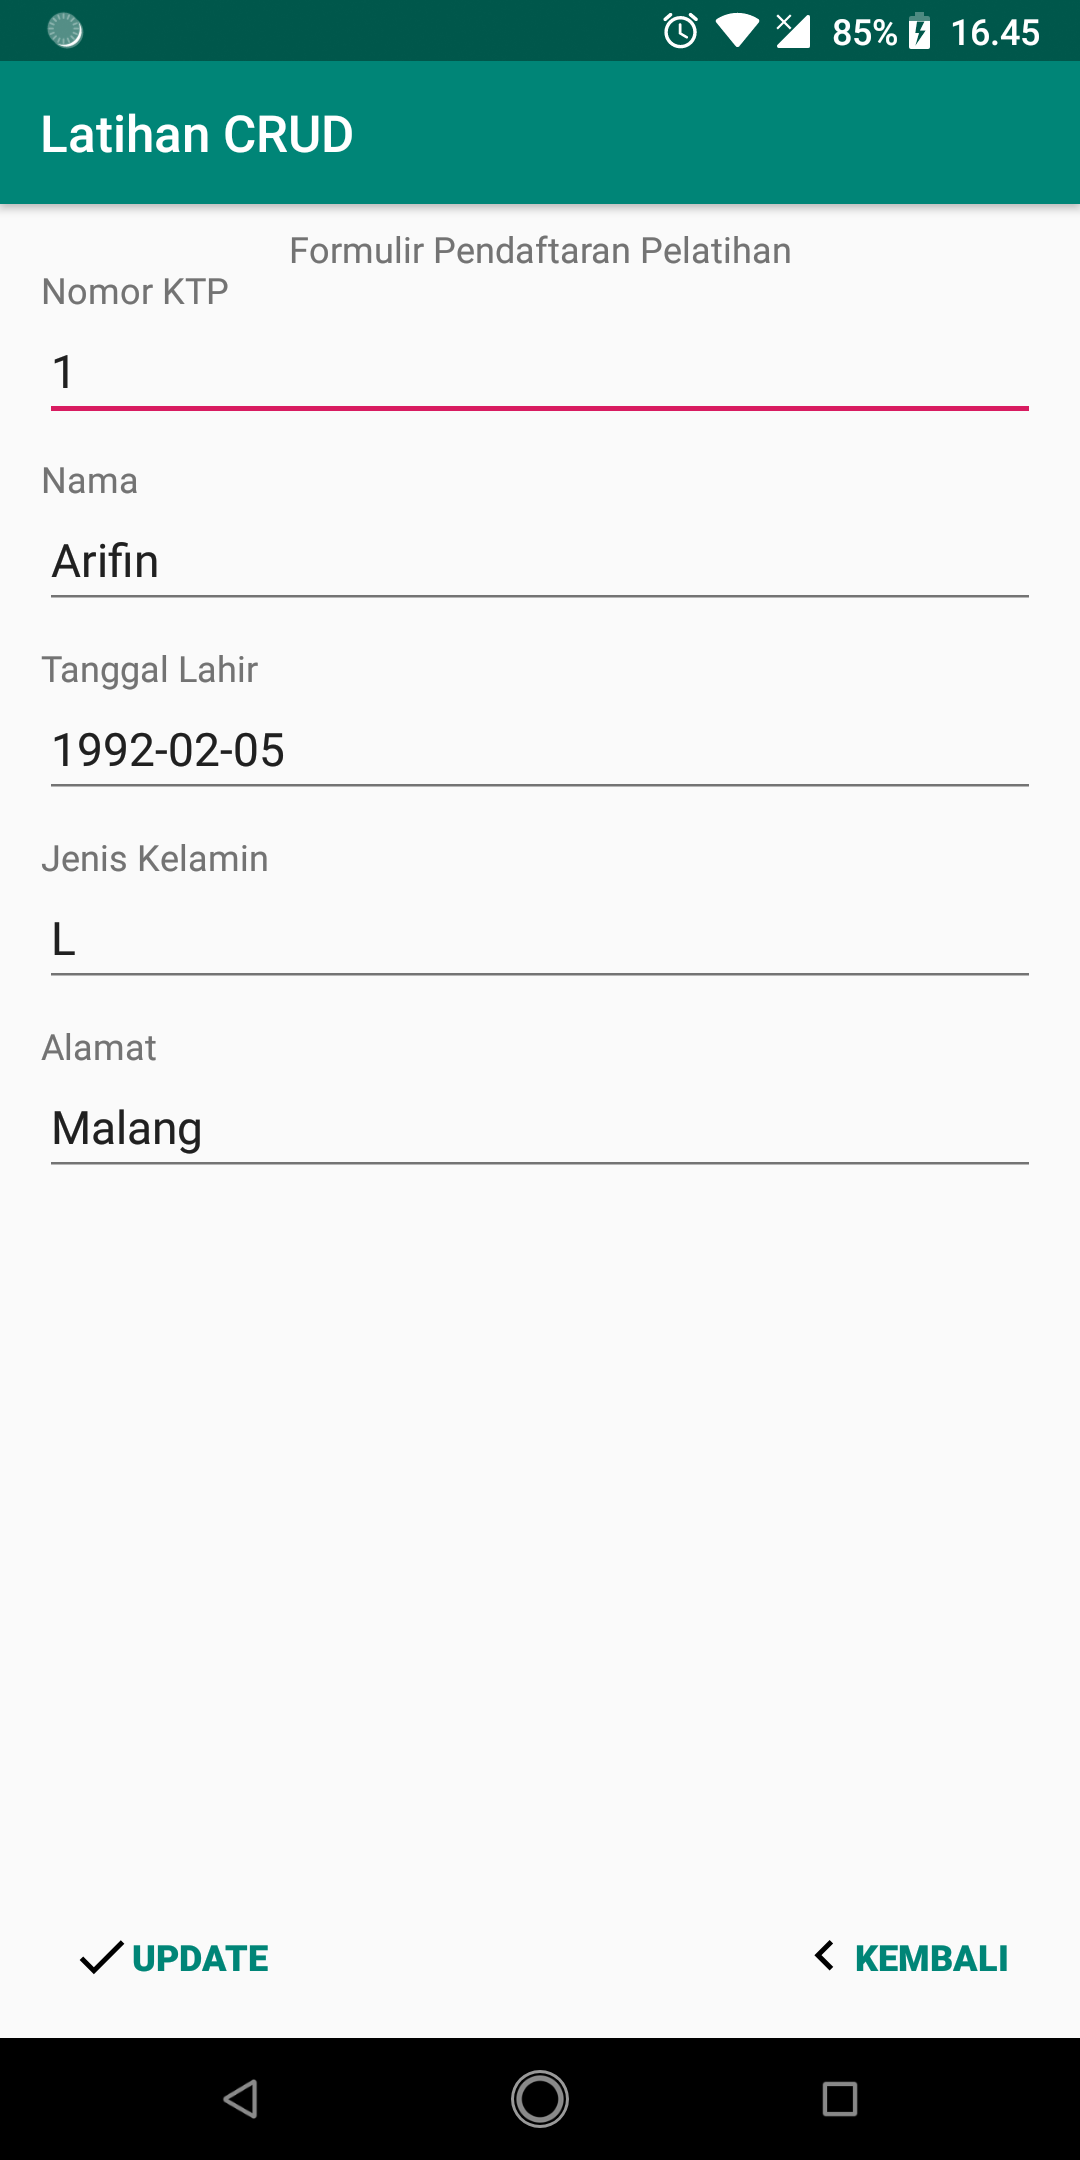 85% 16.45
Latihan CRUD
Formulir Pendaftaran Pelatihan
Nomor KTP
1
Nama
Arifin
Tanggal Lahir
1992-02-05
Jenis Kelamin
L
Alamat
Malang
UPDATE KEMBALI